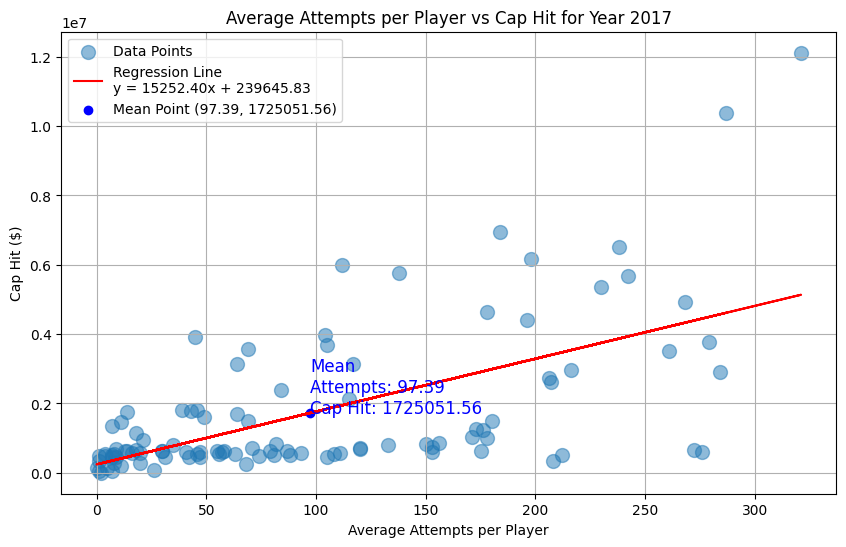 Average Attempts per Player vs Cap Hit for Year 2017
1e7
Data Points
Regression Line
y = 15252.40x + 239645.83
Mean Point (97.39, 1725051.56)
1.2
1.0
0.8
0.6
0.4
0.2
0.0
Cap Hit ($)
Mean
Attempts: 97.39
Cap Hit: 1725051.56
0 50 100 150 200 250 300
Average Attempts per Player